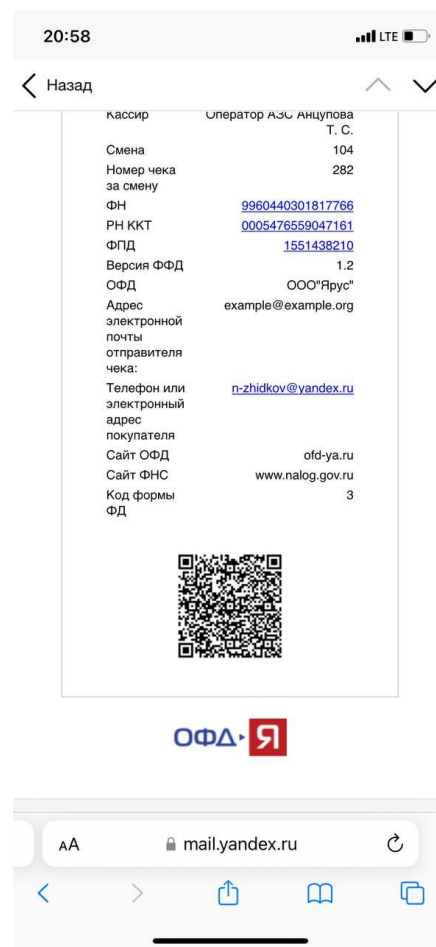 20:58
LTE
Назад
Кассир Оператор АЗС Анцупова
Т. С.
Смена 104
Номер чека 282
за смену
ФН 9960440301817766
РН ККТ 0005476559047161
ФПД 1551438210
Версия ФФД 1.2
ОФД ООО"Ярус"
Адрес example@example.org
электронной
почты
отправителя
чека:
Телефон или n-zhidkov@yandex.ru
электронный
адрес
покупателя
Сайт ОФД ofd-ya.ru
Сайт ФНС www.nalog.gov.ru
Код формы 3
ФД
ОФД Я
АА mail.yandex.ru